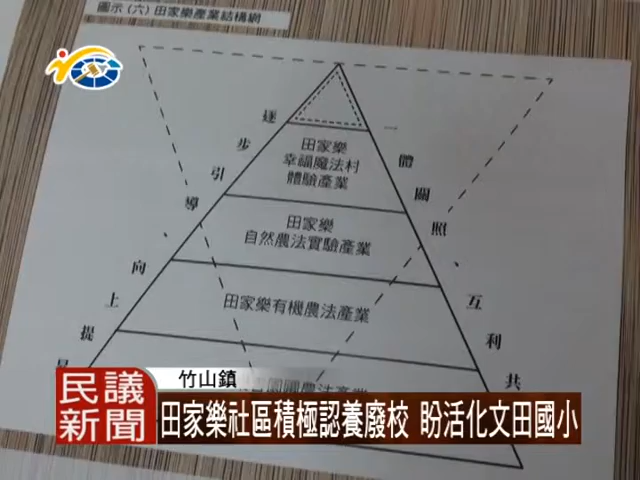 圖示(六)田家樂產業結構網
逐步引導、向上提
一體關照、互利共
田家樂
幸福魔法村
體驗產業
田家樂
自然農法實驗產業
田家樂有機農法產業
農法產業
民議新聞
竹山鎮
田家樂社區積極認養廢校 盼活化文田國小